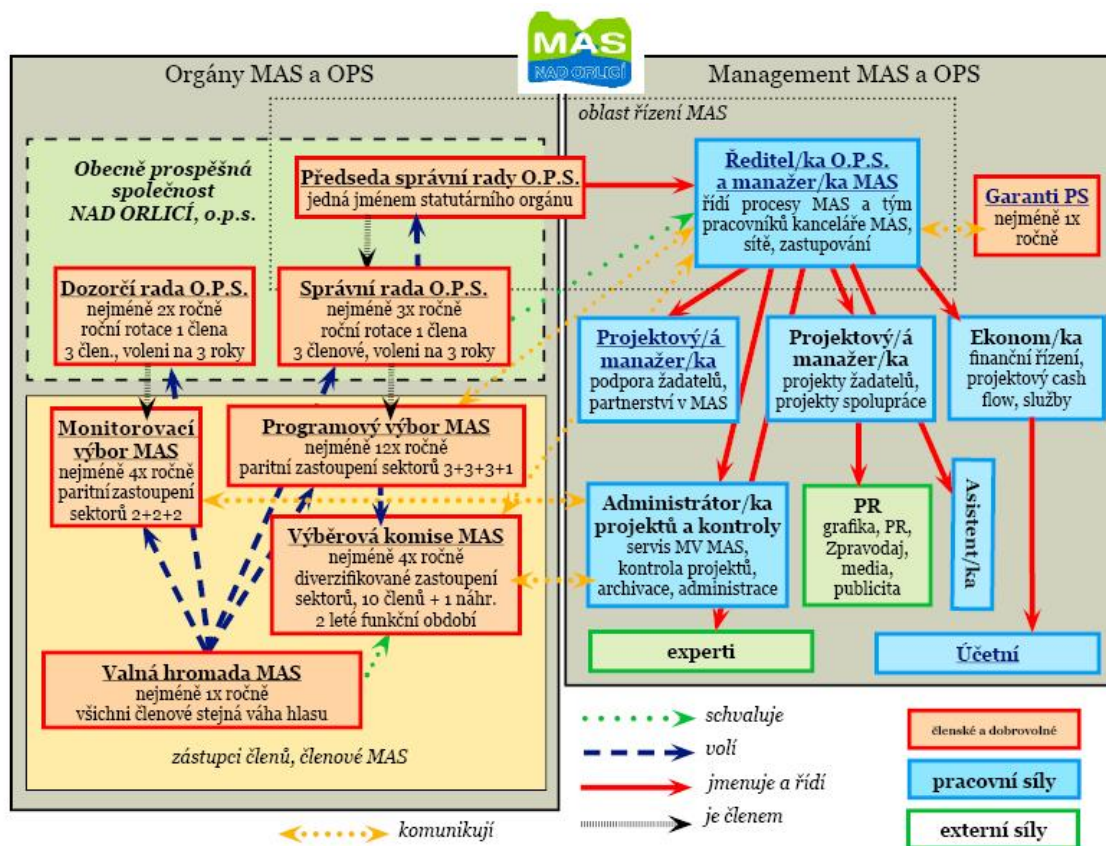 MAS
NAD ORLICÍ
Orgány MAS a OPS
Management MAS a OPS
oblast řízení MAS
Obecně prospěšná
společnost
NAD ORLICÍ, o.p.s.
Předseda správní rady O.P.S.
jedná jménem statutárního orgánu
Ředitel/ka O.P.S.
a manažer/ka MAS
řídí procesy MAS a tým
pracovníků kanceláře MAS,
sítě, zastupování
Garanti PS
nejméně 1x
ročně
Dozorčí rada O.P.S.
nejméně 2x ročně
roční rotace 1 člena
3 člen., voleni na 3 roky
Správní rada O.P.S.
nejméně 3x ročně
roční rotace 1 člena
3 členové, voleni na 3 roky
Projektový/á
manažer/ka
podpora žadatelů,
partnerství v MAS
Projektový/á
manažer/ka
projekty žadatelů,
projekty spolupráce
Ekonom/ka
finanční řízení,
projektový cash
flow, služby
Monitorovací
výbor MAS
nejméně 4x ročně
paritní zastoupení
sektorů 2+2+2
Programový výbor MAS
nejméně 12x ročně
paritní zastoupení sektorů 3+3+3+1
Výběrová komise MAS
nejméně 4x ročně
diverzifikované zastoupení
sektorů, 10 členů + 1 náhr.
2 leté funkční období
Administrátor/ka
projektů a kontroly
servis MV MAS,
kontrola projektů,
archivace, administrace
PR
grafika, PR,
Zpravodaj,
media,
publicita
Asistent/ka
Valná hromada MAS
nejméně 1x ročně
všichni členové stejná váha hlasu
experti
Účetní
zástupci členů, členové MAS
schvaluje
volí
jmenuje a řídí
je členem
komunikují
členské a dobrovolné
pracovní síly
externí síly